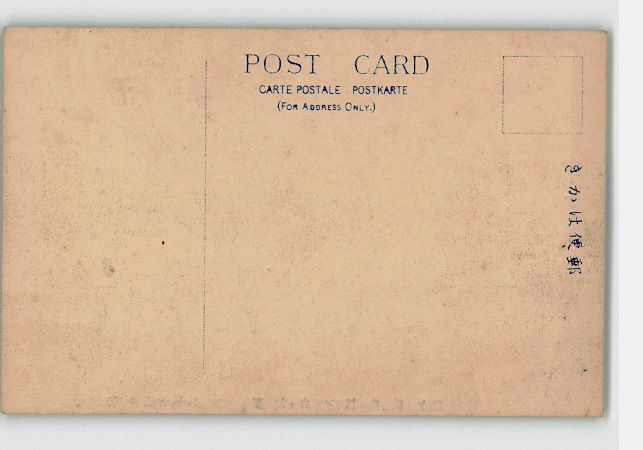 POST CARD
CARTE POSTALE POSTKARTE
(FOR ADDRESS ONLY.)
きかは便郵